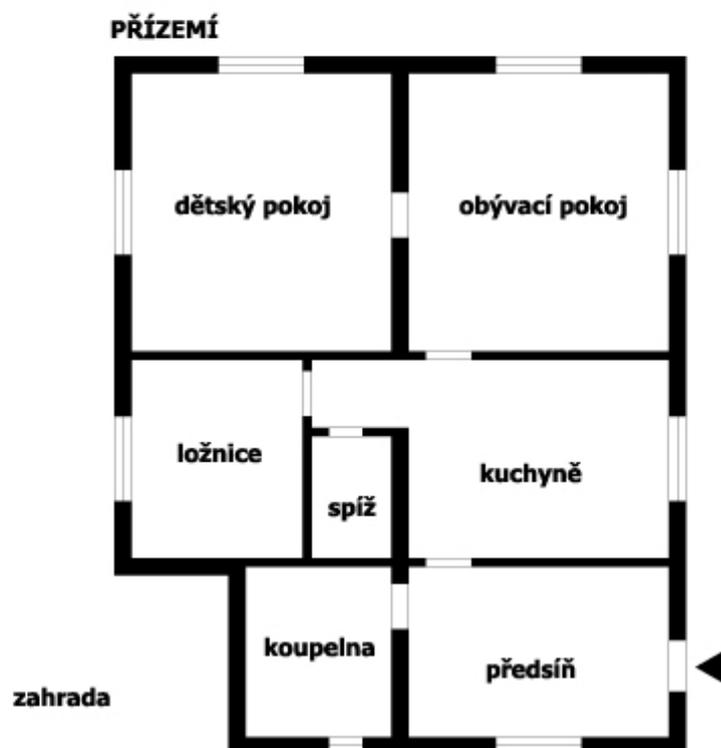 PŘÍZEMÍ
dětský pokoj
obývací pokoj
ložnice
kuchyně
spíž
koupelna
předsíň
zahrada